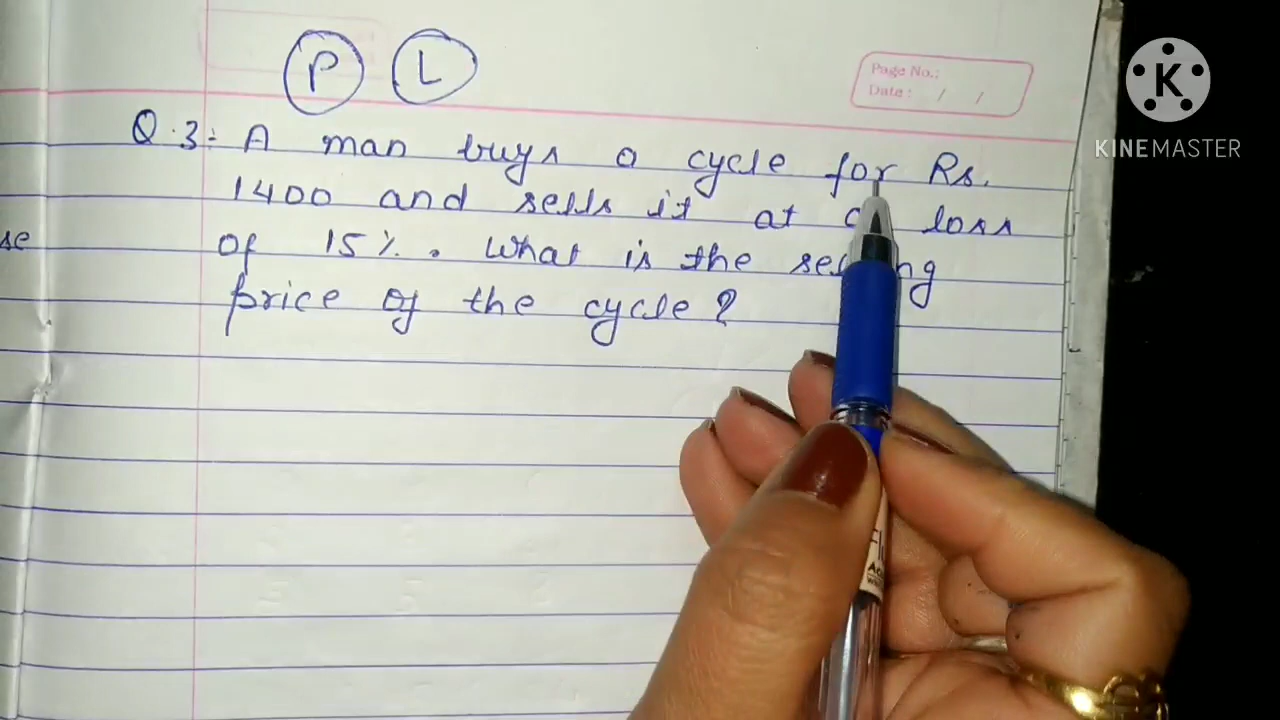 P L
Page No.:
Date: / /
K
KINEMASTER
Q.3:- A man buys a cycle for Rs.
1400 and sells it at a loss
of 15%. What is the
price of the cycle?
se